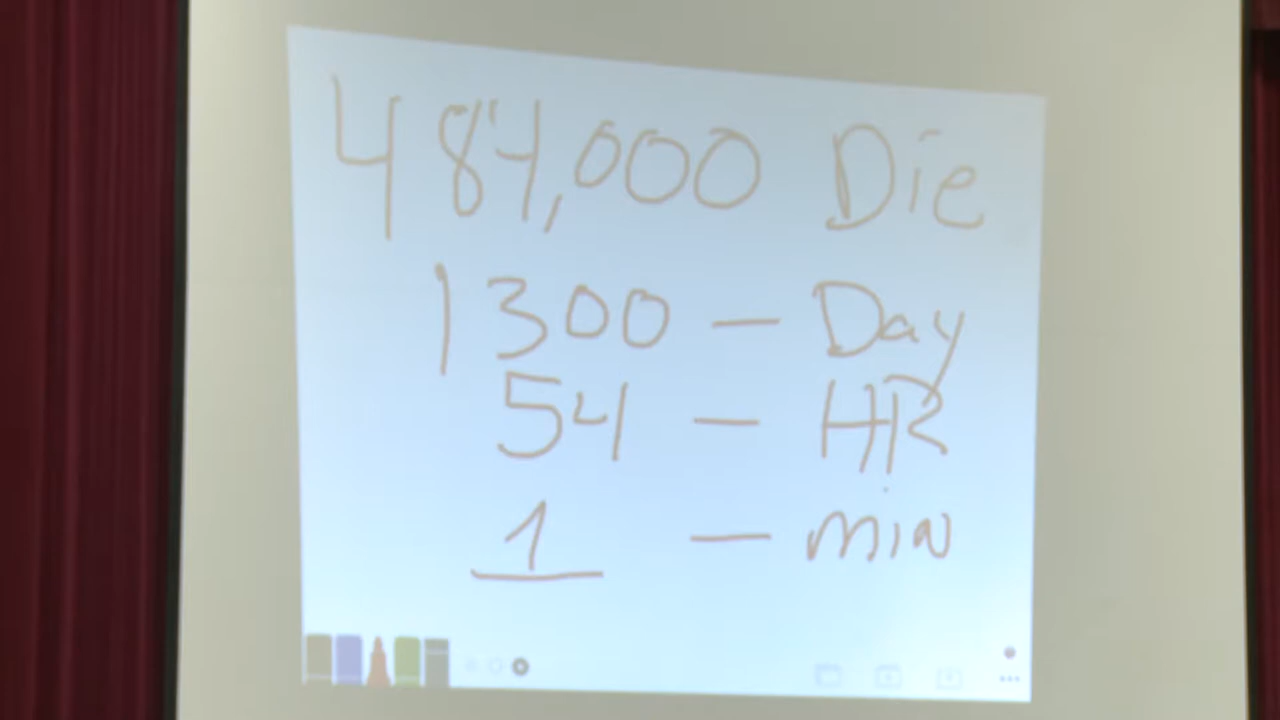 484,000 Die
1300 — Day
54 — HR
1 — min